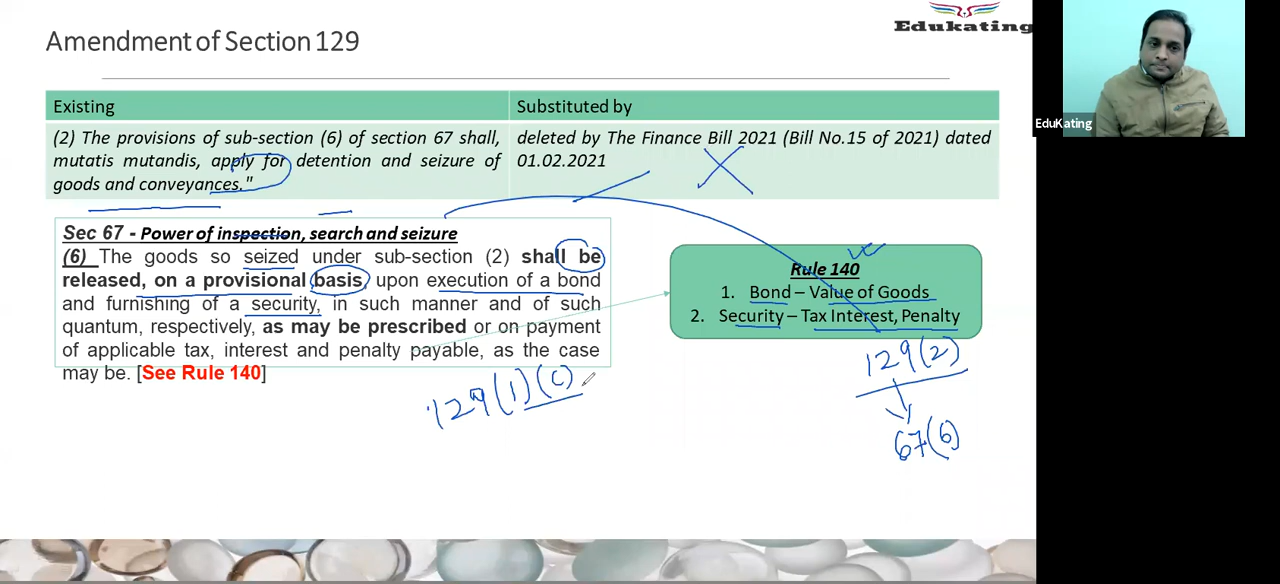 Edukating
Amendment of Section 129
Existing
Substituted by
(2) The provisions of sub-section (6) of section 67 shall,
mutatis mutandis, apply for detention and seizure of
goods and conveyances."
deleted by The Finance Bill 2021 (Bill No.15 of 2021) dated
01.02.2021
EduKating
Sec 67 - Power of inspection, search and seizure
(6) The goods so seized under sub-section (2) shall be
released, on a provisional basis, upon execution of a bond
and furnishing of a security, in such manner and of such
quantum, respectively, as may be prescribed or on payment
of applicable tax, interest and penalty payable, as the case
may be. [See Rule 140]
Rule 140
1. Bond – Value of Goods
2. Security – Tax Interest, Penalty
129(1)(c)
129(2)
67(6)